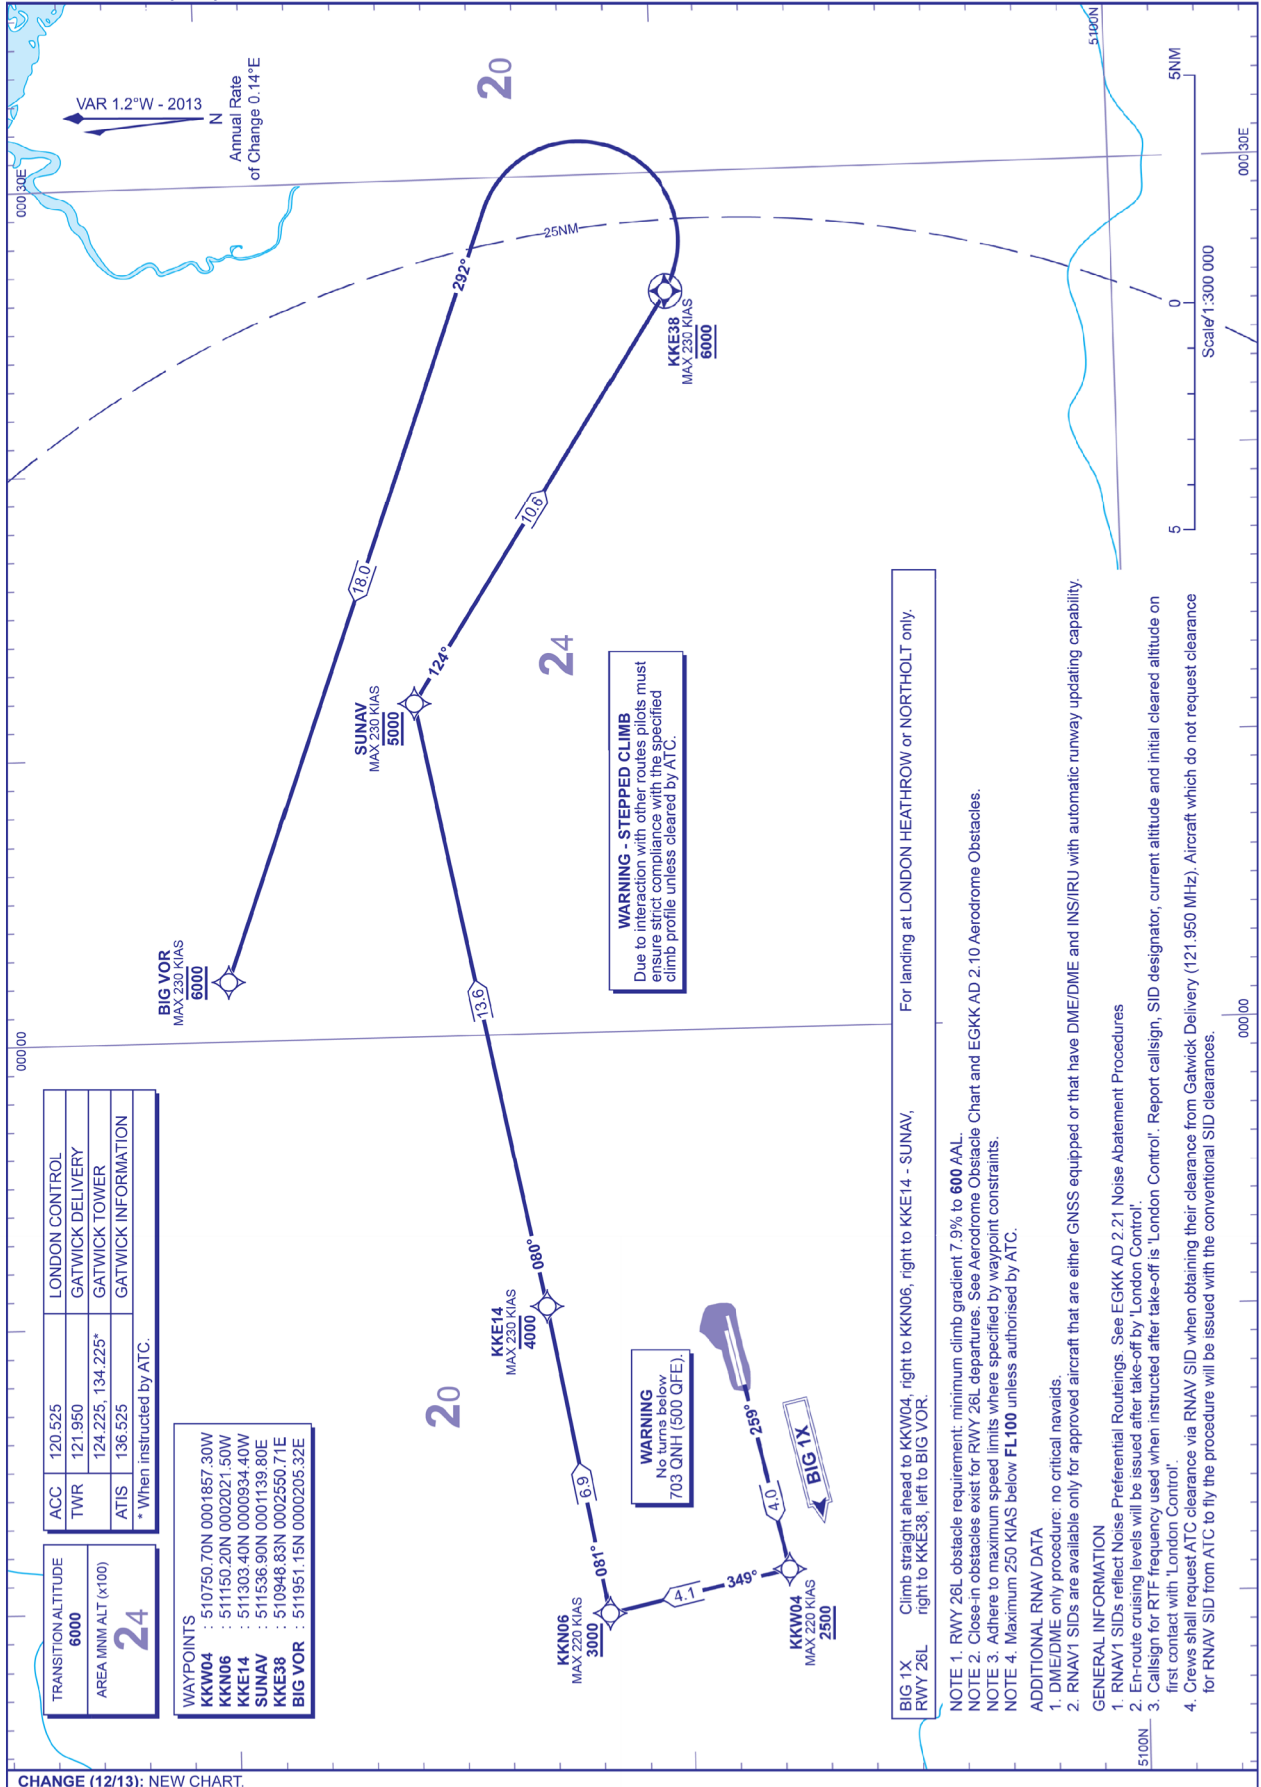 TRANSITION ALTITUDE
6000
AREA MNM ALT (x100)
24
ACC 120.525 LONDON CONTROL
TWR 121.950 GATWICK DELIVERY
124.225, 134.225* GATWICK TOWER
ATIS 136.525 GATWICK INFORMATION
* When instructed by ATC.
WAYPOINTS
KKW04 : 510750.70N 0001857.30W
KKN06 : 511150.20N 0002021.50W
KKE14 : 511303.40N 0000934.40W
SUNAV : 511536.90N 0001139.80E
KKE38 : 510948.83N 0002550.71E
BIG VOR : 511951.15N 0000205.32E
000 00
000 30E
VAR 1.2°W - 2013
N
Annual Rate
of Change 0.14°E
20
BIG VOR
MAX 230 KIAS
6000
18.0
292°
25NM
SUNAV
MAX 230 KIAS
5000
124°
10.6
KKE38
MAX 230 KIAS
6000
13.6
080°
KKE14
MAX 230 KIAS
4000
20
24
6.9
081°
KKN06
MAX 220 KIAS
3000
4.1
349°
KKW04
MAX 220 KIAS
2500
4.0
259°
BIG 1X
WARNING
No turns below
703 QNH (500 QFE).
WARNING - STEPPED CLIMB
Due to interaction with other routes pilots must
ensure strict compliance with the specified
climb profile unless cleared by ATC.
BIG 1X Climb straight ahead to KKW04, right to KKN06, right to KKE14 - SUNAV, For landing at LONDON HEATHROW or NORTHOLT only.
RWY 26L right to KKE38, left to BIG VOR.
NOTE 1. RWY 26L obstacle requirement: minimum climb gradient 7.9% to 600 AAL.
NOTE 2. Close-in obstacles exist for RWY 26L departures. See Aerodrome Obstacle Chart and EGKK AD 2.10 Aerodrome Obstacles.
NOTE 3. Adhere to maximum speed limits where specified by waypoint constraints.
NOTE 4. Maximum 250 KIAS below FL100 unless authorised by ATC.
ADDITIONAL RNAV DATA
1. DME/DME only procedure: no critical navaids.
2. RNAV1 SIDs are available only for approved aircraft that are either GNSS equipped or that have DME/DME and INS/IRU with automatic runway updating capability.
GENERAL INFORMATION
1. RNAV1 SIDs reflect Noise Preferential Routeings. See EGKK AD 2.21 Noise Abatement Procedures
2. En-route cruising levels will be issued after take-off by 'London Control'.
3. Callsign for RTF frequency used when instructed after take-off is 'London Control'. Report callsign, SID designator, current altitude and initial cleared altitude on
first contact with 'London Control'.
4. Crews shall request ATC clearance via RNAV SID when obtaining their clearance from Gatwick Delivery (121.950 MHz). Aircraft which do not request clearance
for RNAV SID from ATC to fly the procedure will be issued with the conventional SID clearances.
5100N
5100N
5 0 5NM
Scale 1:300 000
000 00
000 30E
CHANGE (12/13): NEW CHART.